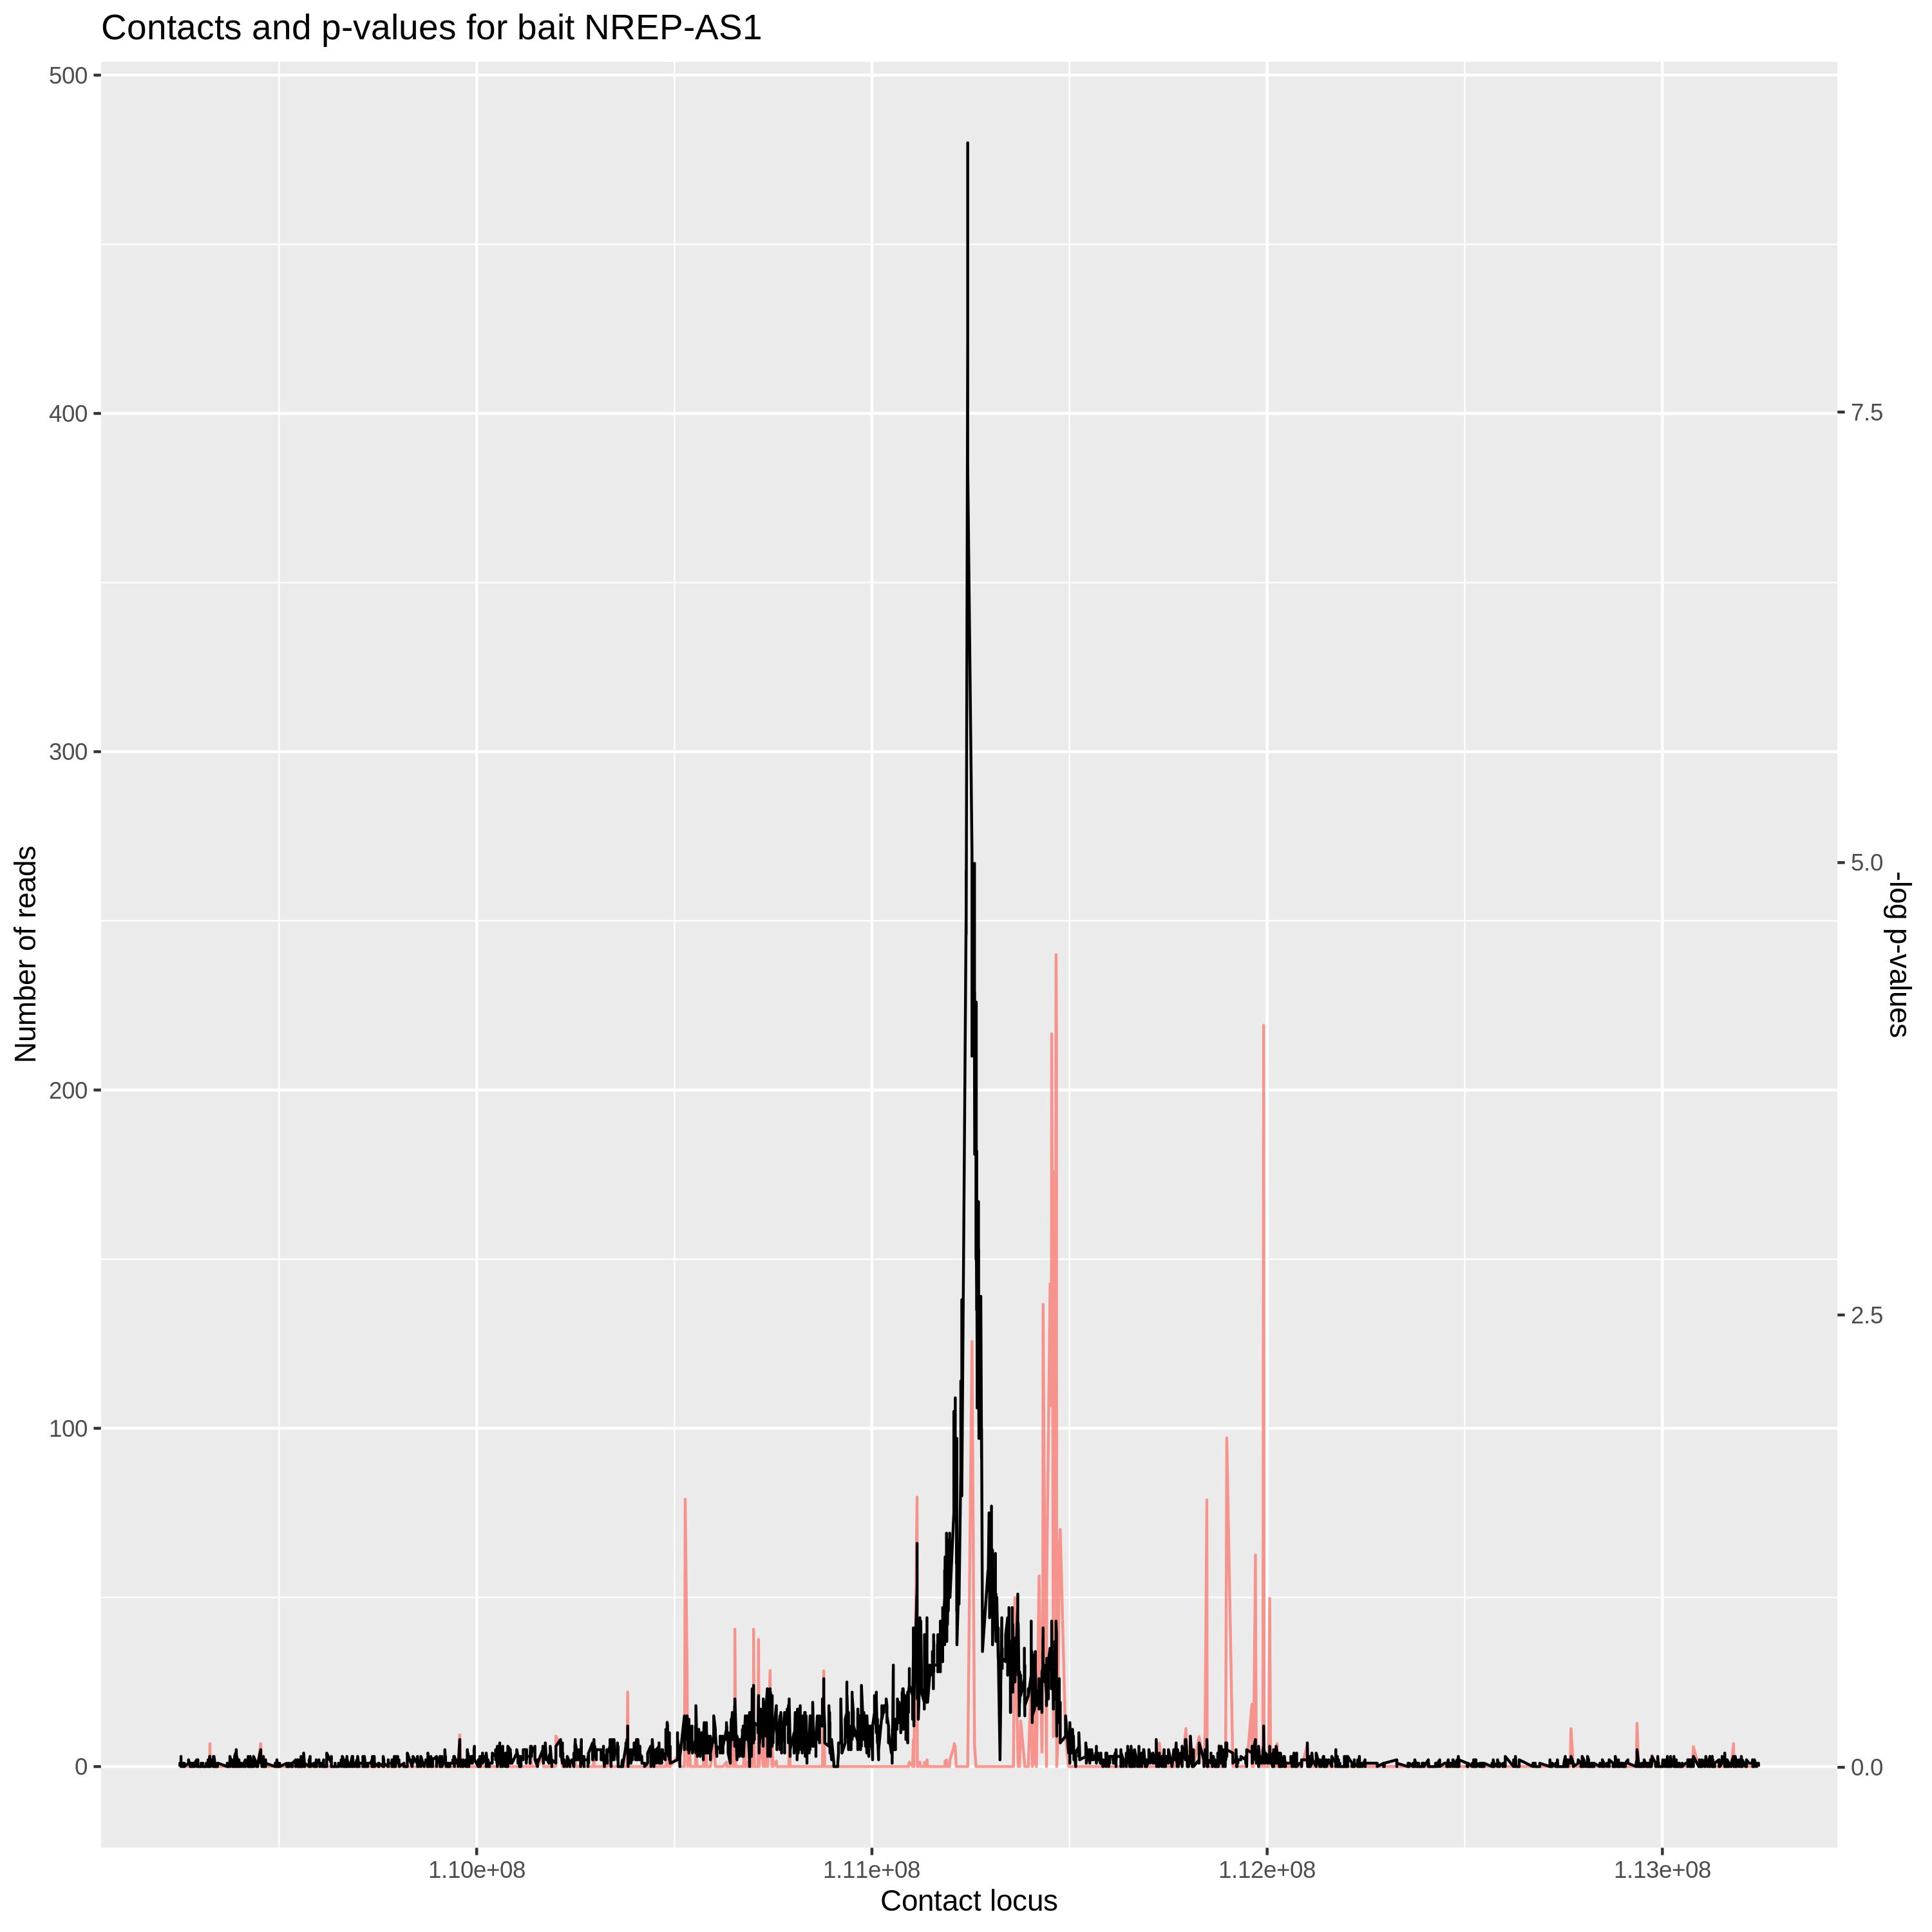 Contacts and p-values for bait NREP-AS1
500
400
300
200
100
0
Number of reads
7.5
5.0
2.5
0.0
-log p-values
1.10e+08
1.11e+08
1.12e+08
1.13e+08
Contact locus